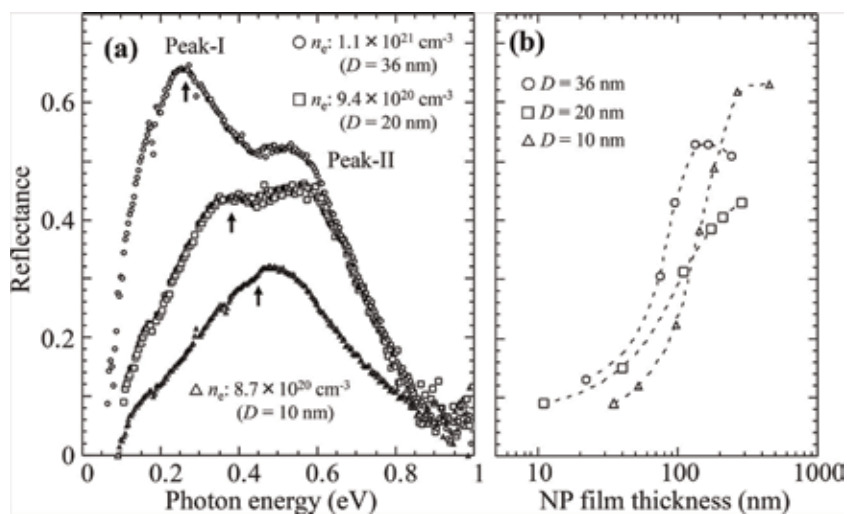 (a)
Peak-I
○ nₑ: 1.1 × 10²¹ cm⁻³
(D = 36 nm)
□ nₑ: 9.4 × 10²⁰ cm⁻³
(D = 20 nm)
Peak-II
△ nₑ: 8.7 × 10²⁰ cm⁻³
(D = 10 nm)
Reflectance
0.6
0.4
0.2
0
0 0.2 0.4 0.6 0.8 1
Photon energy (eV)
(b)
○ D = 36 nm
□ D = 20 nm
△ D = 10 nm
10 100 1000
NP film thickness (nm)